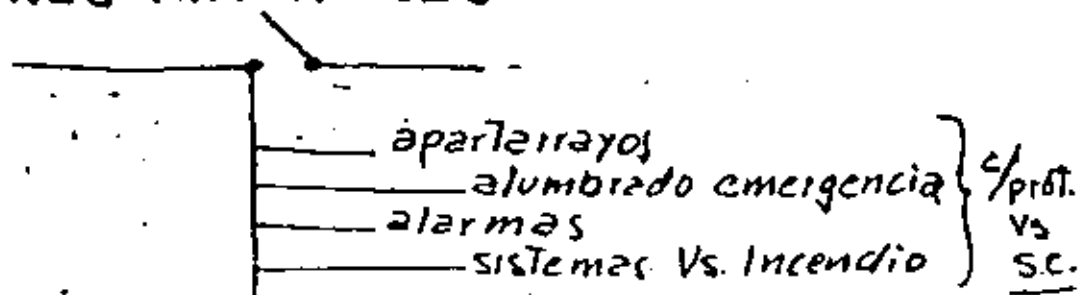 apartarrayos
alumbrado emergencia
alarmas
sistemas Vs. Incendio
c/prot.
vs
s.c.